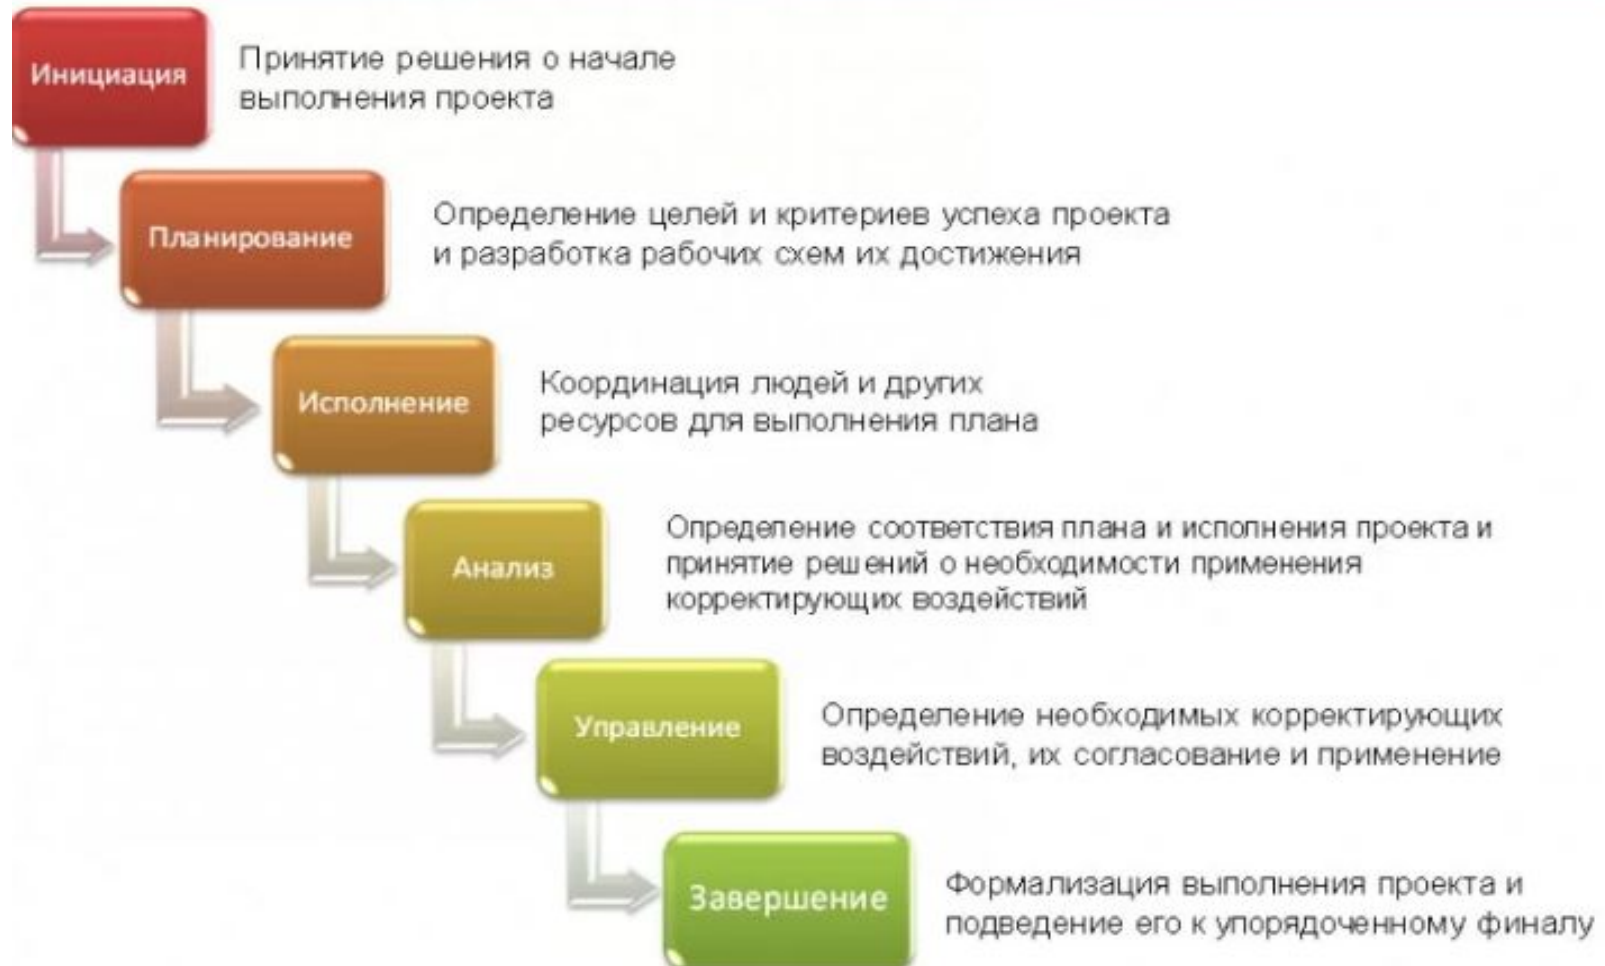 Инициация
Принятие решения о начале
выполнения проекта
Планирование
Определение целей и критериев успеха проекта
и разработка рабочих схем их достижения
Исполнение
Координация людей и других
ресурсов для выполнения плана
Анализ
Определение соответствия плана и исполнения проекта и
принятие решений о необходимости применения
корректирующих воздействий
Управление
Определение необходимых корректирующих
воздействий, их согласование и применение
Завершение
Формализация выполнения проекта и
подведение его к упорядоченному финалу